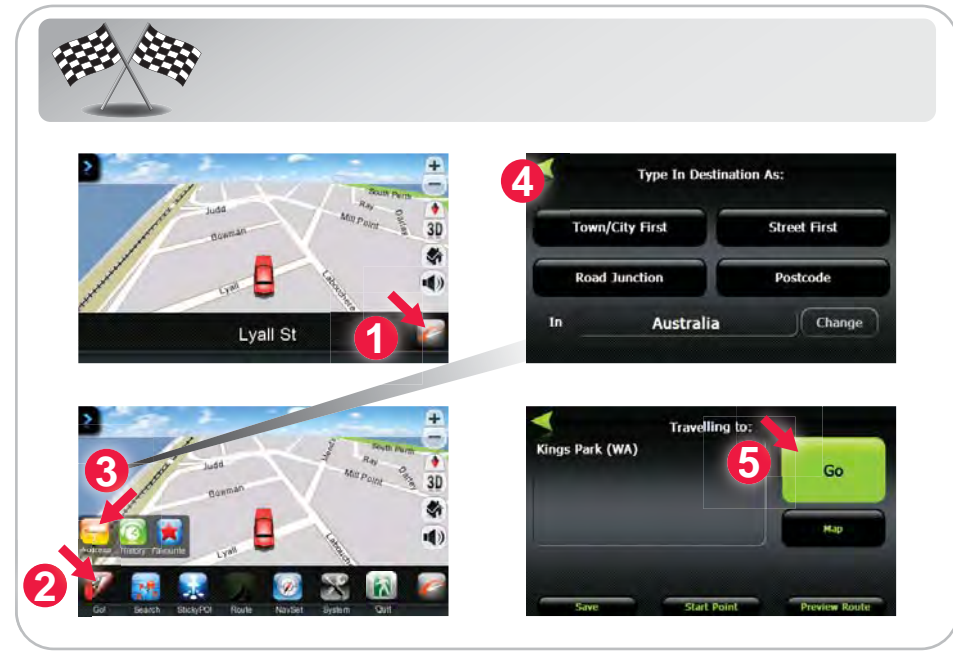 South Perth
Ray
Darley
Judd
Mill Point
3D
Bowman
Lyall
Labouchere
Lyall St
1
4
Type In Destination As:
Town/City First
Street First
Road Junction
Postcode
In
Australia
Change
3
Mends
South Perth
Ray
Darley
Judd
Mill Point
3D
Bowman
Lyall
History
Favourite
2
Go!
Search
StickyPOI
Route
NavSet
System
Quit
Travelling to:
Kings Park (WA)
5
Go
Map
Save
Start Point
Preview Route